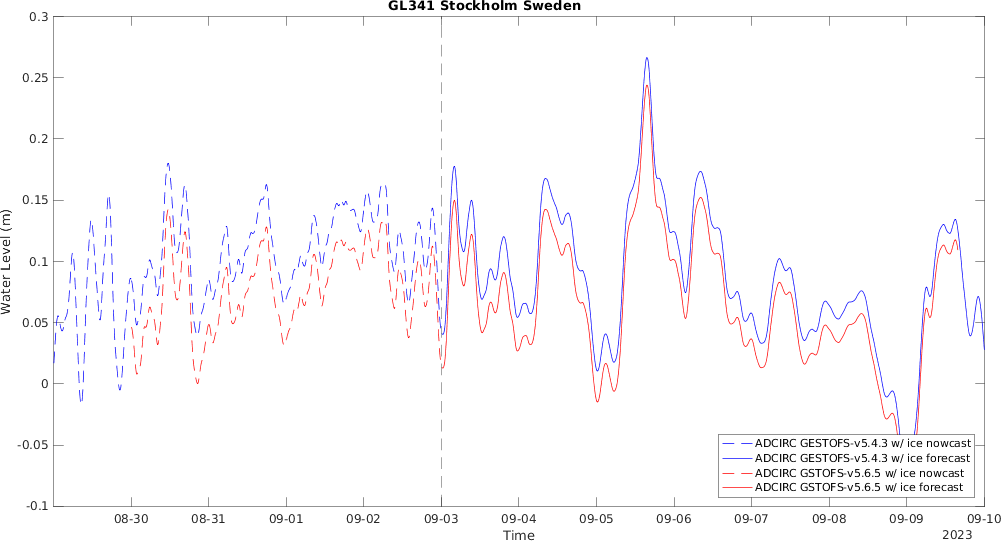 GL341 Stockholm Sweden
0.3
0.25
0.2
0.15
0.1
0.05
0
-0.05
-0.1
Water Level (m)
ADCIRC GESTOFS-v5.4.3 w/ ice nowcast
ADCIRC GESTOFS-v5.4.3 w/ ice forecast
ADCIRC GSTOFS-v5.6.5 w/ ice nowcast
ADCIRC GSTOFS-v5.6.5 w/ ice forecast
08-30 08-31 09-01 09-02 09-03 09-04 09-05 09-06 09-07 09-08 09-09 09-10
Time
2023